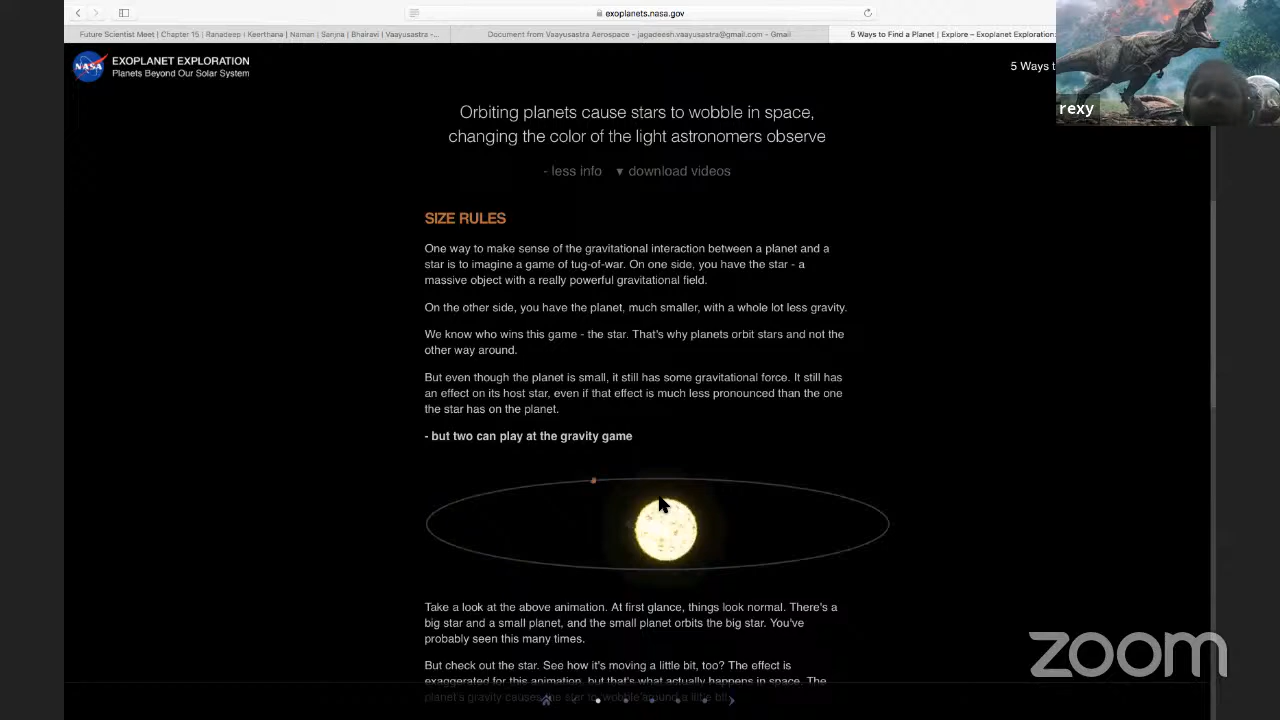 exoplanets.nasa.gov
Future Scientist Meet | Chapter 15 | Ranadeep | Keerthana | Naman | Sanjna | Bhairavi | Vaayusastra -...
Document from Vaayusastra Aerospace - jagadeesh.vaayusastra@gmail.com - Gmail
5 Ways to Find a Planet | Explore – Exoplanet Exploration:
NASA
EXOPLANET EXPLORATION
Planets Beyond Our Solar System
5 Ways to
rexy
Orbiting planets cause stars to wobble in space,
changing the color of the light astronomers observe
- less info ▼ download videos
SIZE RULES
One way to make sense of the gravitational interaction between a planet and a
star is to imagine a game of tug-of-war. On one side, you have the star - a
massive object with a really powerful gravitational field.
On the other side, you have the planet, much smaller, with a whole lot less gravity.
We know who wins this game - the star. That's why planets orbit stars and not the
other way around.
But even though the planet is small, it still has some gravitational force. It still has
an effect on its host star, even if that effect is much less pronounced than the one
the star has on the planet.
- but two can play at the gravity game
Take a look at the above animation. At first glance, things look normal. There's a
big star and a small planet, and the small planet orbits the big star. You've
probably seen this many times.
But check out the star. See how it's moving a little bit, too? The effect is
exaggerated for this animation, but that's what actually happens in space. The
planet's gravity causes the star to 'wobble' around a little bit.
zoom